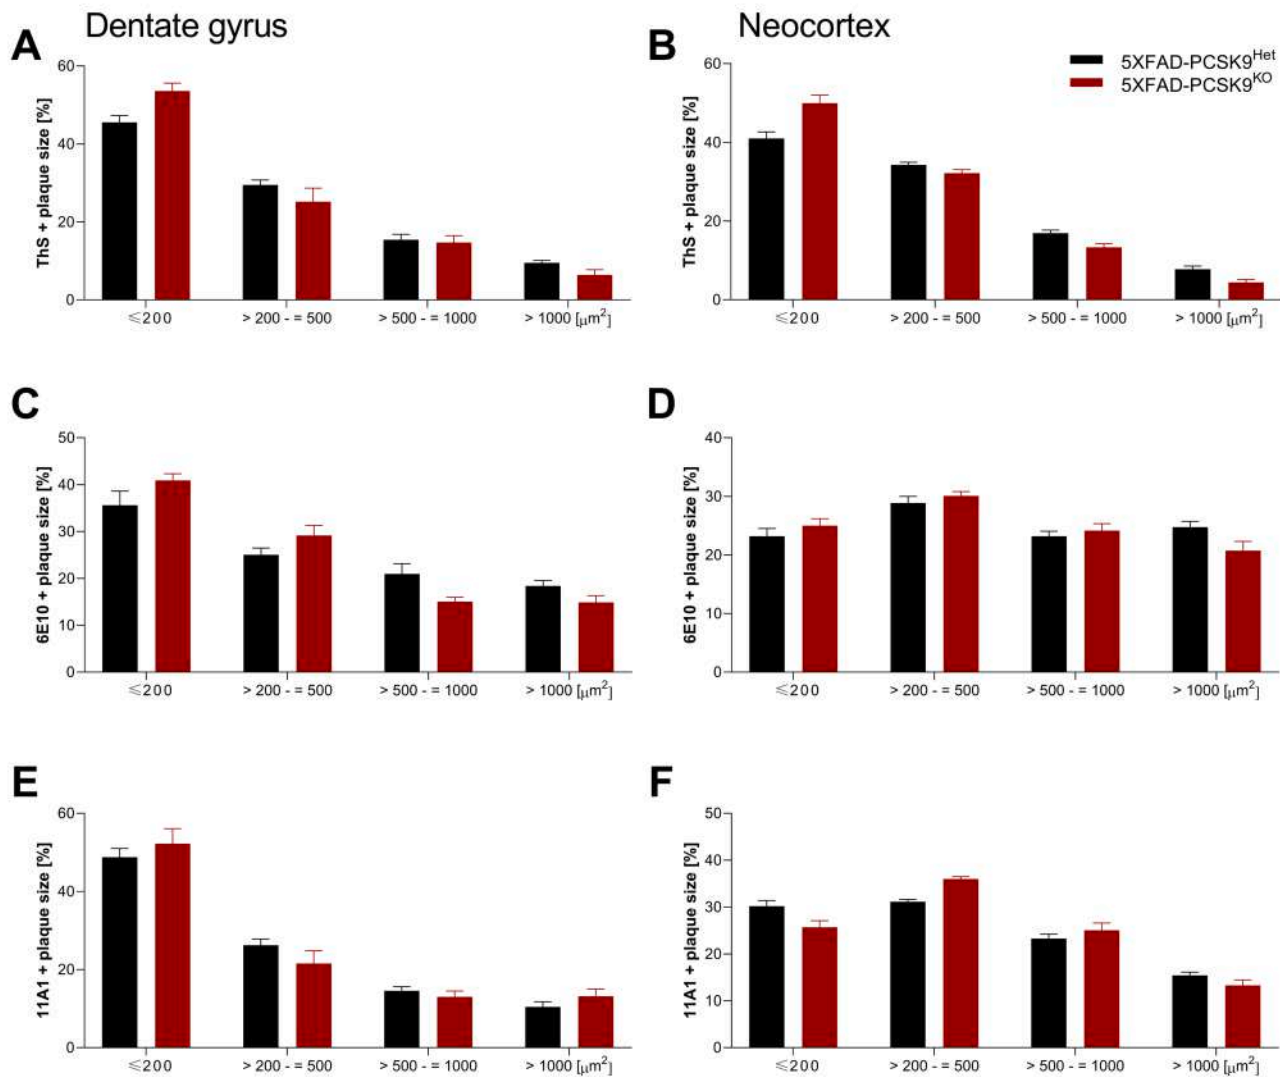 Dentate gyrus
Neocortex
A
60
40
20
0
ThS + plaque size [%]
≤200
> 200 - = 500
> 500 - = 1000
> 1000 [μm²]
B
60
40
20
0
ThS + plaque size [%]
≤200
> 200 - = 500
> 500 - = 1000
> 1000 [μm²]
5XFAD-PCSK9Het
5XFAD-PCSK9KO
C
50
40
30
20
10
0
6E10 + plaque size [%]
≤200
> 200 - = 500
> 500 - = 1000
> 1000 [μm²]
D
40
30
20
10
0
6E10 + plaque size [%]
≤200
> 200 - = 500
> 500 - = 1000
> 1000 [μm²]
E
60
40
20
0
11A1 + plaque size [%]
≤200
> 200 - = 500
> 500 - = 1000
> 1000 [μm²]
F
50
40
30
20
10
0
11A1 + plaque size [%]
≤200
> 200 - = 500
> 500 - = 1000
> 1000 [μm²]